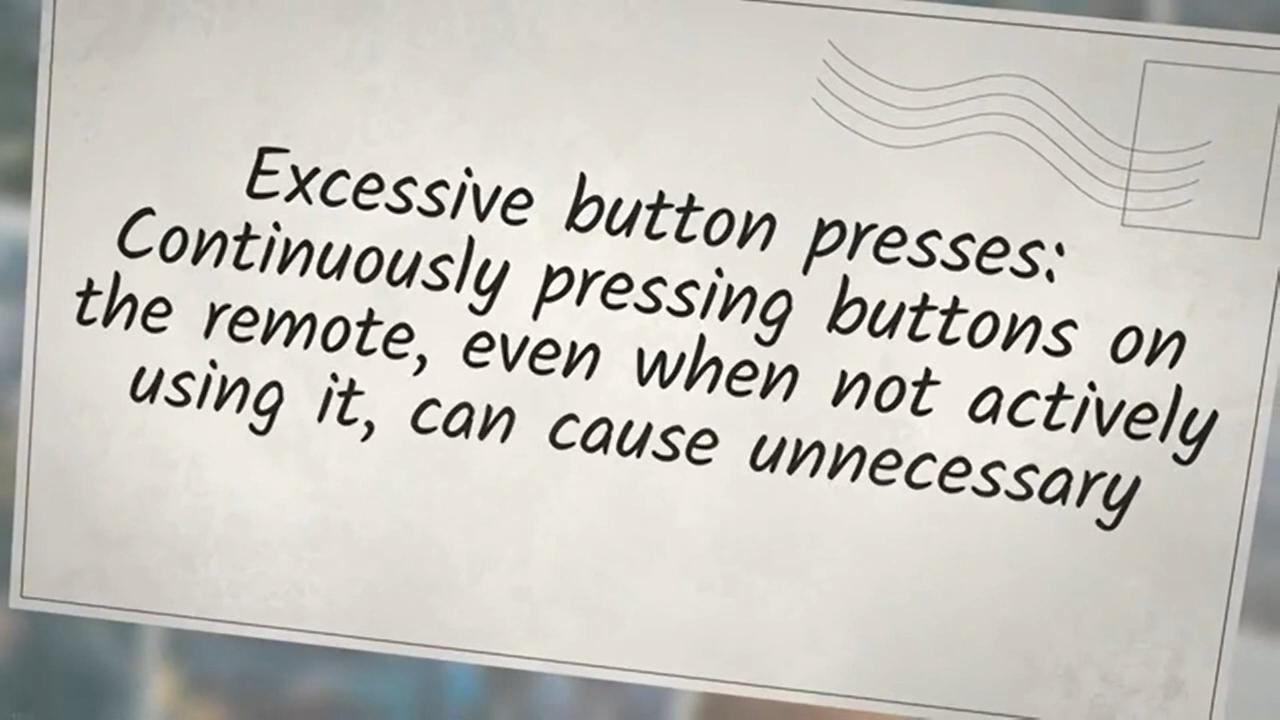 Excessive button presses:
Continuously pressing buttons on
the remote, even when not actively
using it, can cause unnecessary